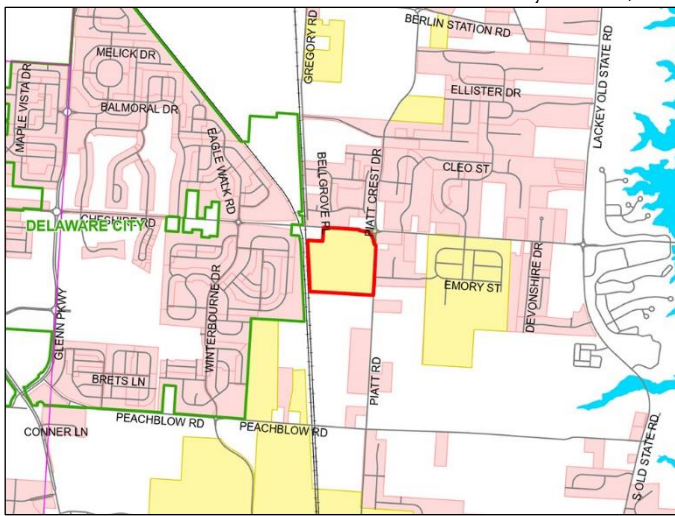 BERLIN STATION RD
GREGORY RD
LACKEY OLD STATE RD
MELICK DR
MAPLE VISTA DR
ELLISTER DR
BALMORAL DR
EAGLE WALK RD
BELLGROVE PL
PIATT CREST DR
CLEO ST
CHESHIRE RD
DELAWARE CITY
WINTERBOURNE DR
EMORY ST
DEVONSHIRE DR
GLENN PKWY
PIATT RD
BRETS LN
PEACHBLOW RD
PEACHBLOW RD
CONNER LN
S OLD STATE RD